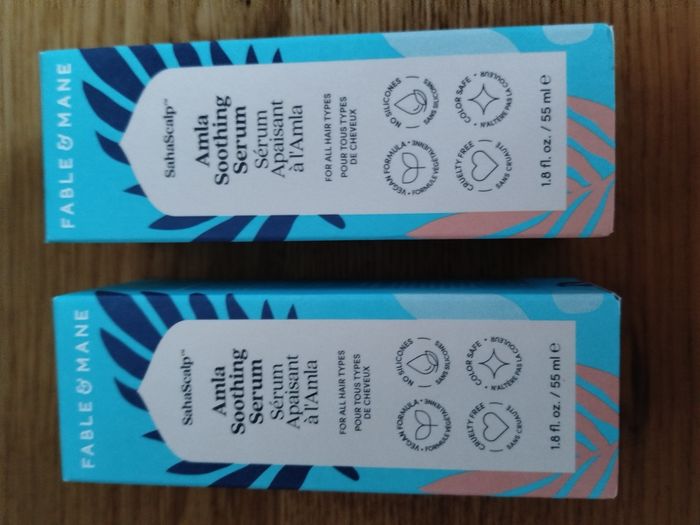 FABLE & MANE
SahaScalp™
Amla
Soothing
Serum
Sérum
Apaisant
à l'Amla
FOR ALL HAIR TYPES
POUR TOUS TYPES
DE CHEVEUX
NO SILICONES
SANS SILICONES
COLOR SAFE
N'ALTÈRE PAS LA COULEUR
VEGAN FORMULA
FORMULE VÉGÉTALIENNE
CRUELTY FREE
SANS CRUAUTÉ
1.8 fl. oz. / 55 ml ℮
FABLE & MANE
SahaScalp™
Amla
Soothing
Serum
Sérum
Apaisant
à l'Amla
FOR ALL HAIR TYPES
POUR TOUS TYPES
DE CHEVEUX
NO SILICONES
SANS SILICONES
COLOR SAFE
N'ALTÈRE PAS LA COULEUR
VEGAN FORMULA
FORMULE VÉGÉTALIENNE
CRUELTY FREE
SANS CRUAUTÉ
1.8 fl. oz. / 55 ml ℮